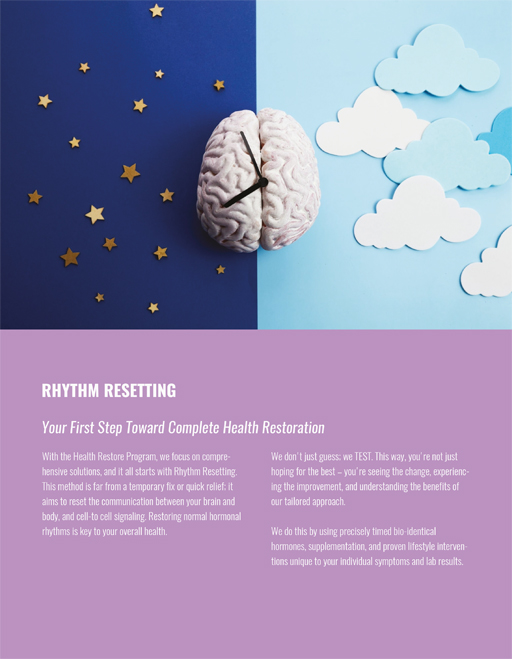 RHYTHM RESETTING
Your First Step Toward Complete Health Restoration
With the Health Restore Program, we focus on compre-
hensive solutions, and it all starts with Rhythm Resetting.
This method is far from a temporary fix or quick relief; it
aims to reset the communication between your brain and
body, and cell-to cell signaling. Restoring normal hormonal
rhythms is key to your overall health.
We don't just guess; we TEST. This way, you're not just
hoping for the best – you're seeing the change, experienc-
ing the improvement, and understanding the benefits of
our tailored approach.
We do this by using precisely timed bio-identical
hormones, supplementation, and proven lifestyle interven-
tions unique to your individual symptoms and lab results.